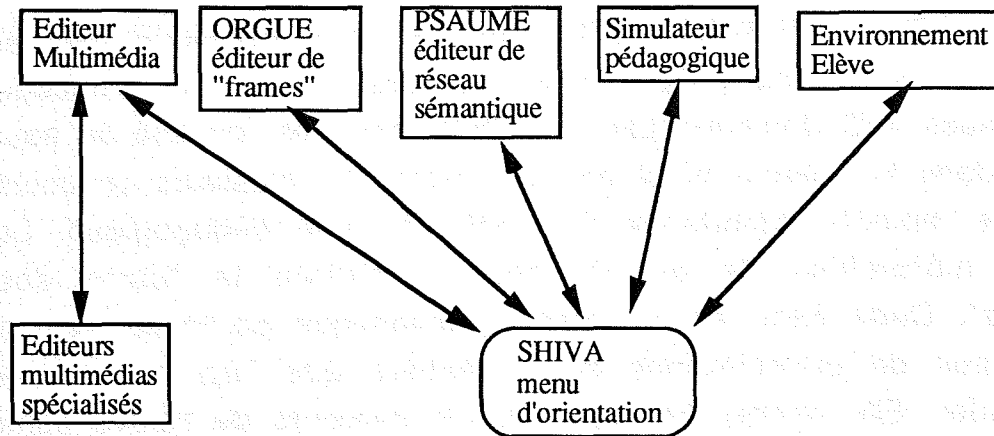 Editeur
Multimédia
ORGUE
éditeur de
"frames"
PSAUME
éditeur de
réseau
sémantique
Simulateur
pédagogique
Environnement
Elève
Editeurs
multimédias
spécialisés
SHIVA
menu
d'orientation